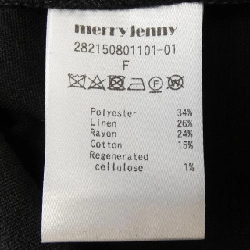 merry jenny
282150801101-01
F
Polyester 34%
Linen 26%
Rayon 24%
Cotton 15%
Regenerated
cellulose 1%